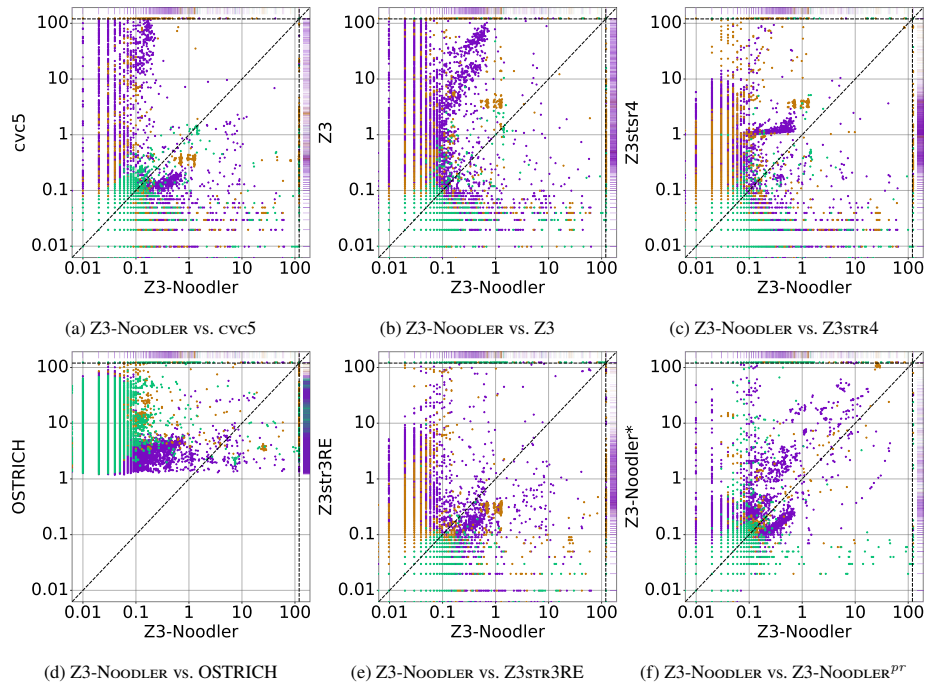 100
10
1
0.1
0.01
cvc5
0.01 0.1 1 10 100
Z3-Noodler
100
10
1
0.1
0.01
Z3
0.01 0.1 1 10 100
Z3-Noodler
100
10
1
0.1
0.01
Z3stsr4
0.01 0.1 1 10 100
Z3-Noodler
(a) Z3-NOODLER vs. CVC5
(b) Z3-NOODLER vs. Z3
(c) Z3-NOODLER vs. Z3STR4
100
10
1
0.1
0.01
OSTRICH
0.01 0.1 1 10 100
Z3-Noodler
100
10
1
0.1
0.01
Z3str3RE
0.01 0.1 1 10 100
Z3-Noodler
100
10
1
0.1
0.01
Z3-Noodler*
0.01 0.1 1 10 100
Z3-Noodler
(d) Z3-NOODLER vs. OSTRICH
(e) Z3-NOODLER vs. Z3STR3RE
(f) Z3-NOODLER vs. Z3-NOODLER^pr